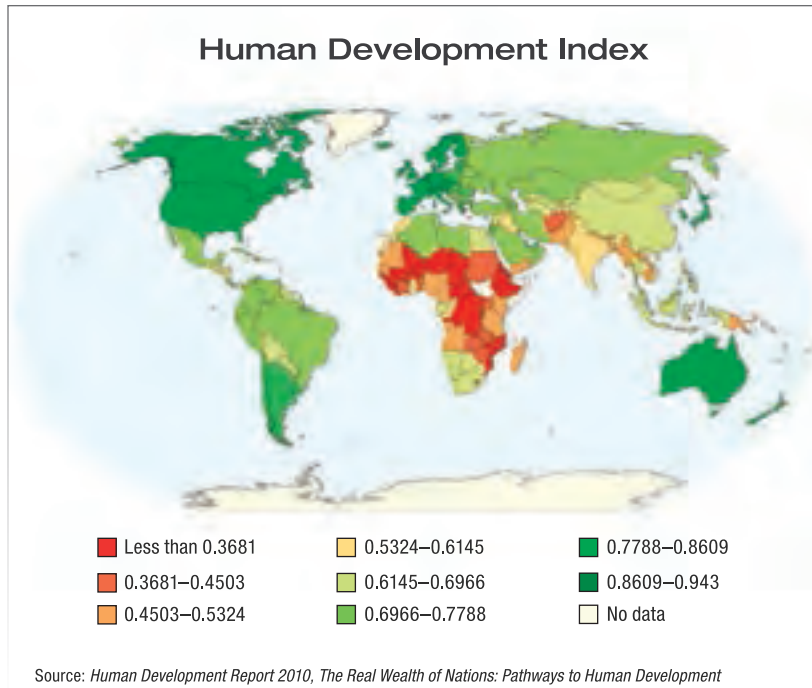 Human Development Index
Less than 0.3681
0.3681–0.4503
0.4503–0.5324
0.5324–0.6145
0.6145–0.6966
0.6966–0.7788
0.7788–0.8609
0.8609–0.943
No data
Source: Human Development Report 2010, The Real Wealth of Nations: Pathways to Human Development